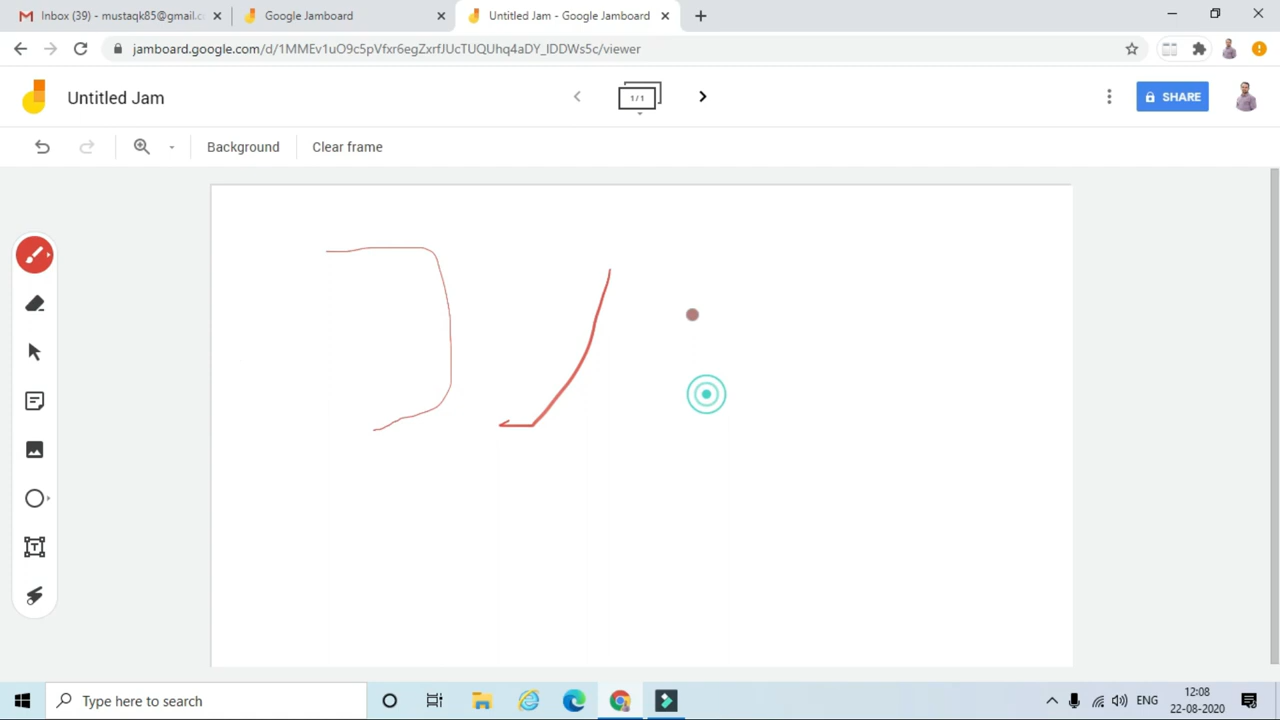 Inbox (39) - mustaqk85@gmail.c
Google Jamboard
Untitled Jam - Google Jamboard
jamboard.google.com/d/1MMEv1uO9c5pVfxr6egZxrfJUcTUQUhq4aDY_lDDWs5c/viewer
Untitled Jam
1/1
SHARE
Background
Clear frame
T
Type here to search
ENG
12:08
22-08-2020